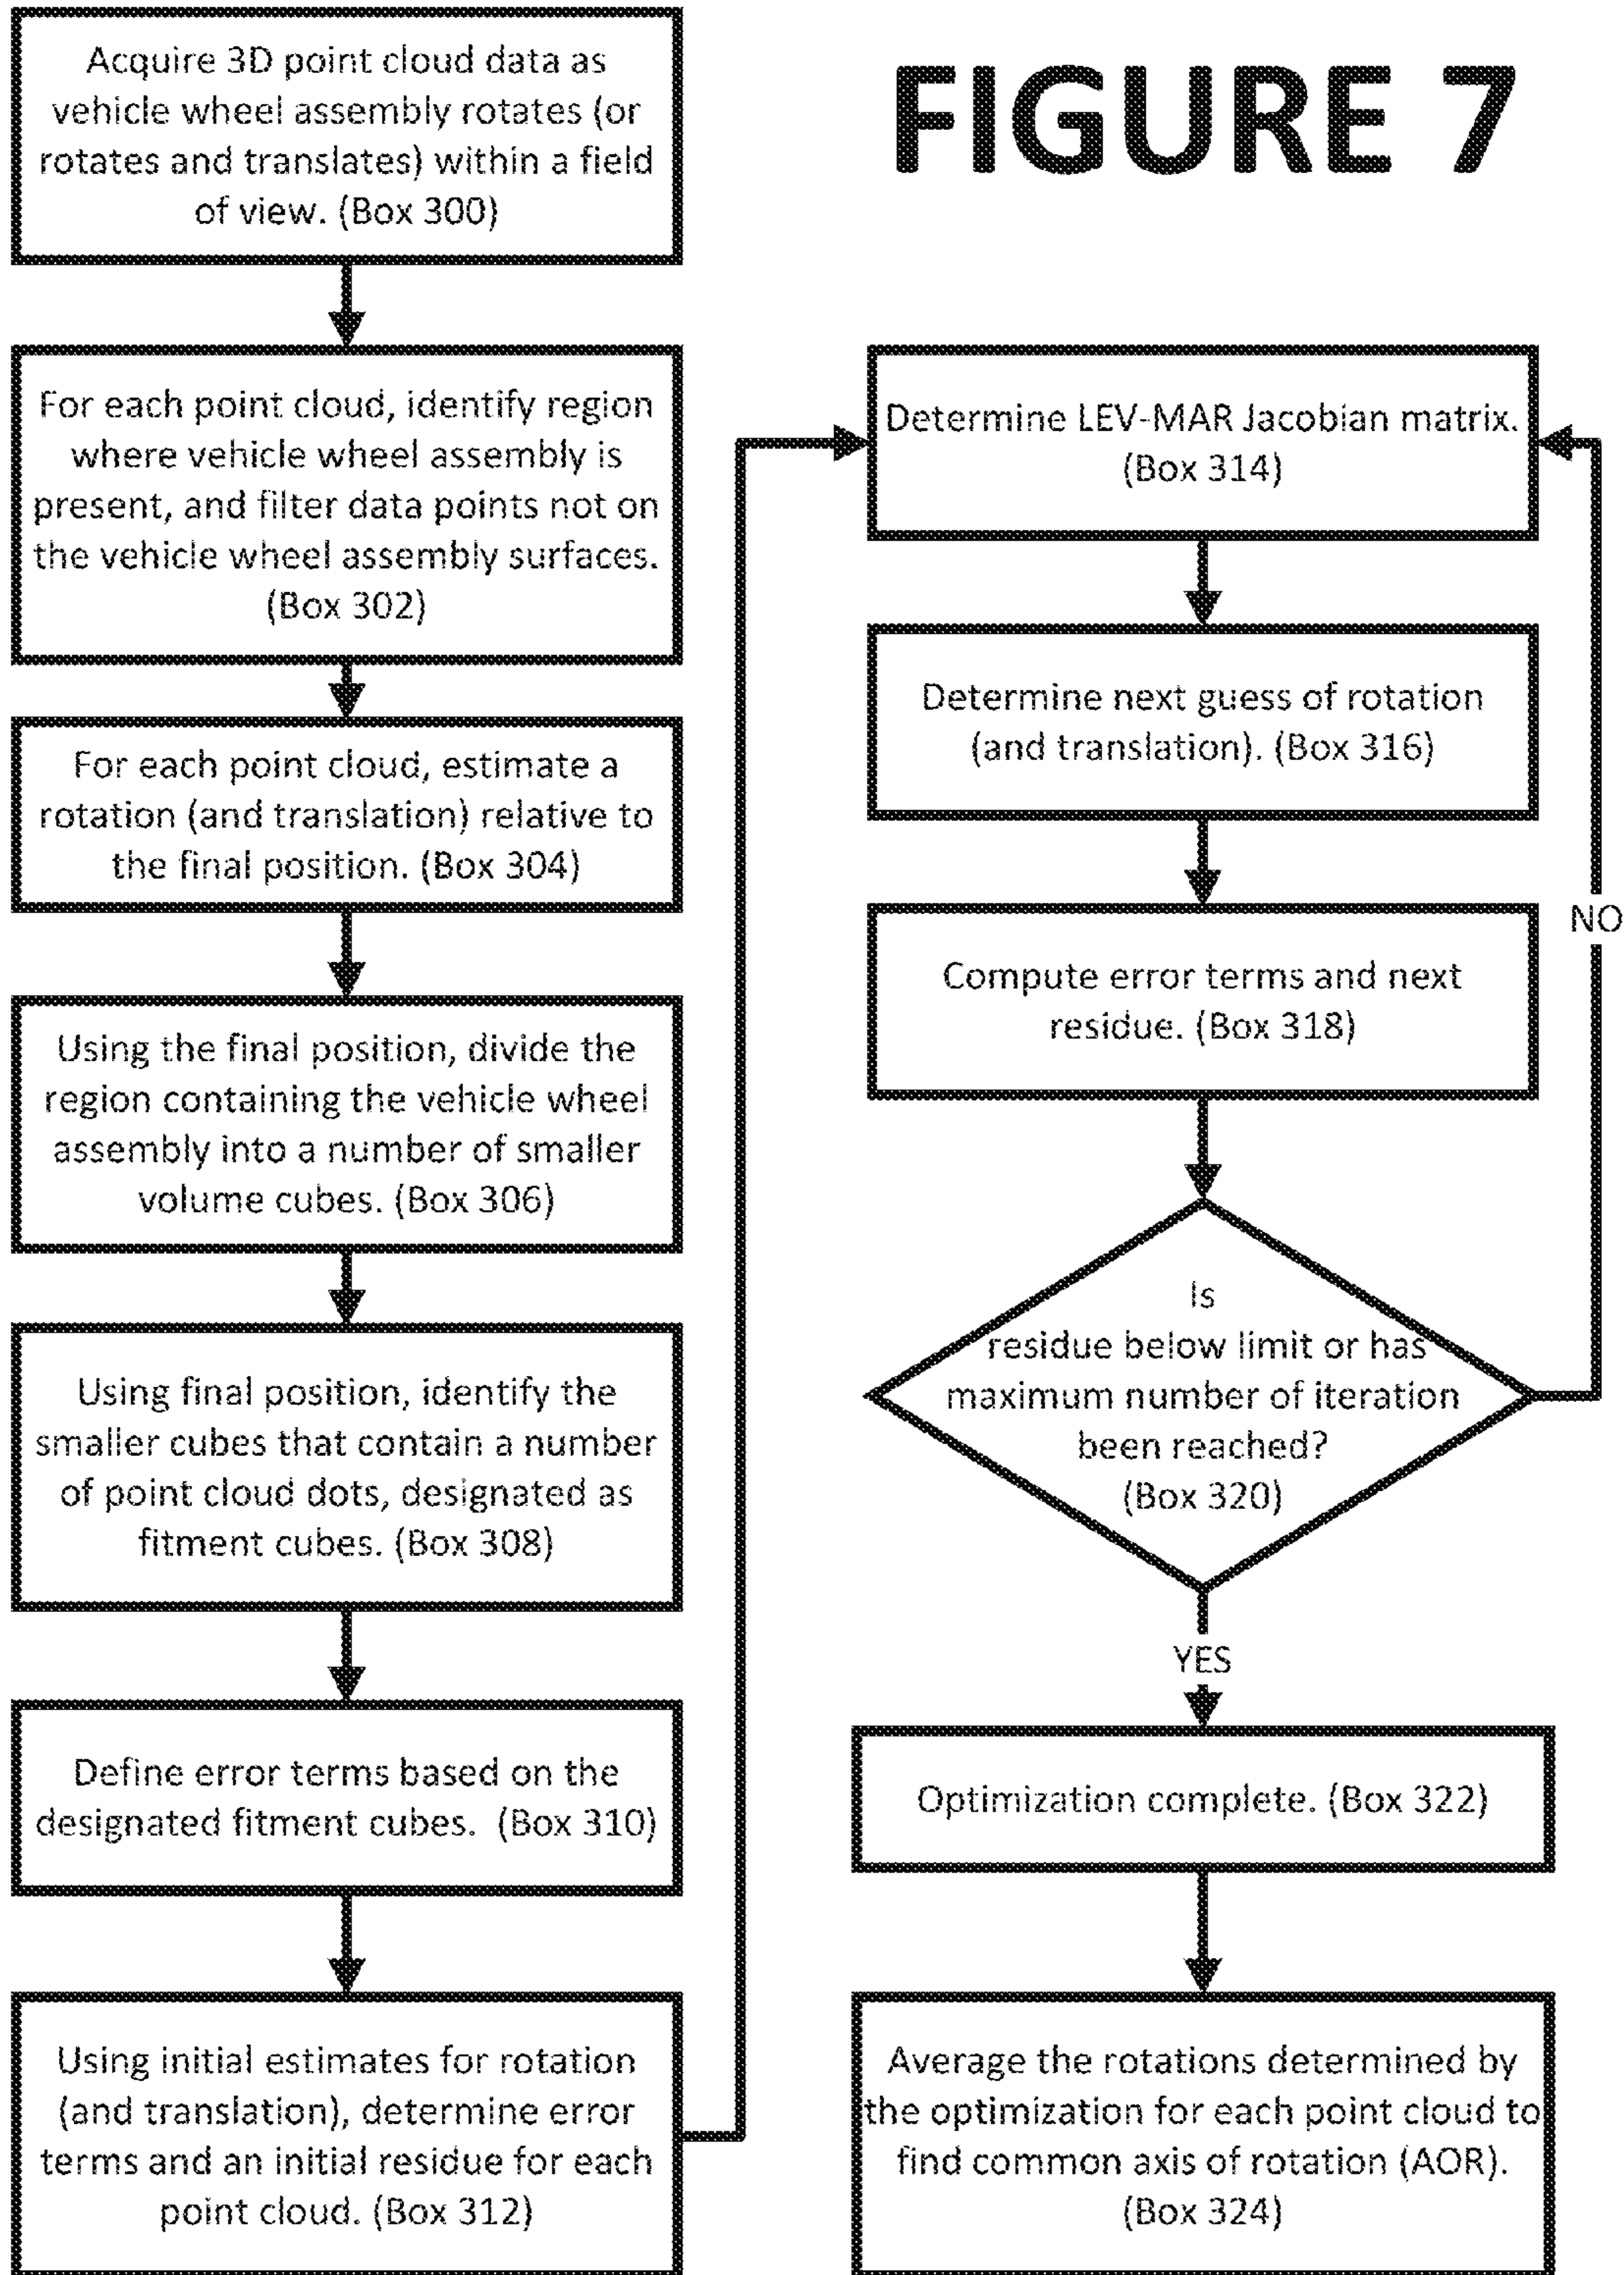 FIGURE 7
Acquire 3D point cloud data as
vehicle wheel assembly rotates (or
rotates and translates) within a field
of view. (Box 300)
For each point cloud, identify region
where vehicle wheel assembly is
present, and filter data points not on
the vehicle wheel assembly surfaces.
(Box 302)
For each point cloud, estimate a
rotation (and translation) relative to
the final position. (Box 304)
Using the final position, divide the
region containing the vehicle wheel
assembly into a number of smaller
volume cubes. (Box 306)
Using final position, identify the
smaller cubes that contain a number
of point cloud dots, designated as
fitment cubes. (Box 308)
Define error terms based on the
designated fitment cubes. (Box 310)
Using initial estimates for rotation
(and translation), determine error
terms and an initial residue for each
point cloud. (Box 312)
Determine LEV-MAR Jacobian matrix.
(Box 314)
Determine next guess of rotation
(and translation). (Box 316)
Compute error terms and next
residue. (Box 318)
Is
residue below limit or has
maximum number of iteration
been reached?
(Box 320)
NO
YES
Optimization complete. (Box 322)
Average the rotations determined by
the optimization for each point cloud to
find common axis of rotation (AOR).
(Box 324)